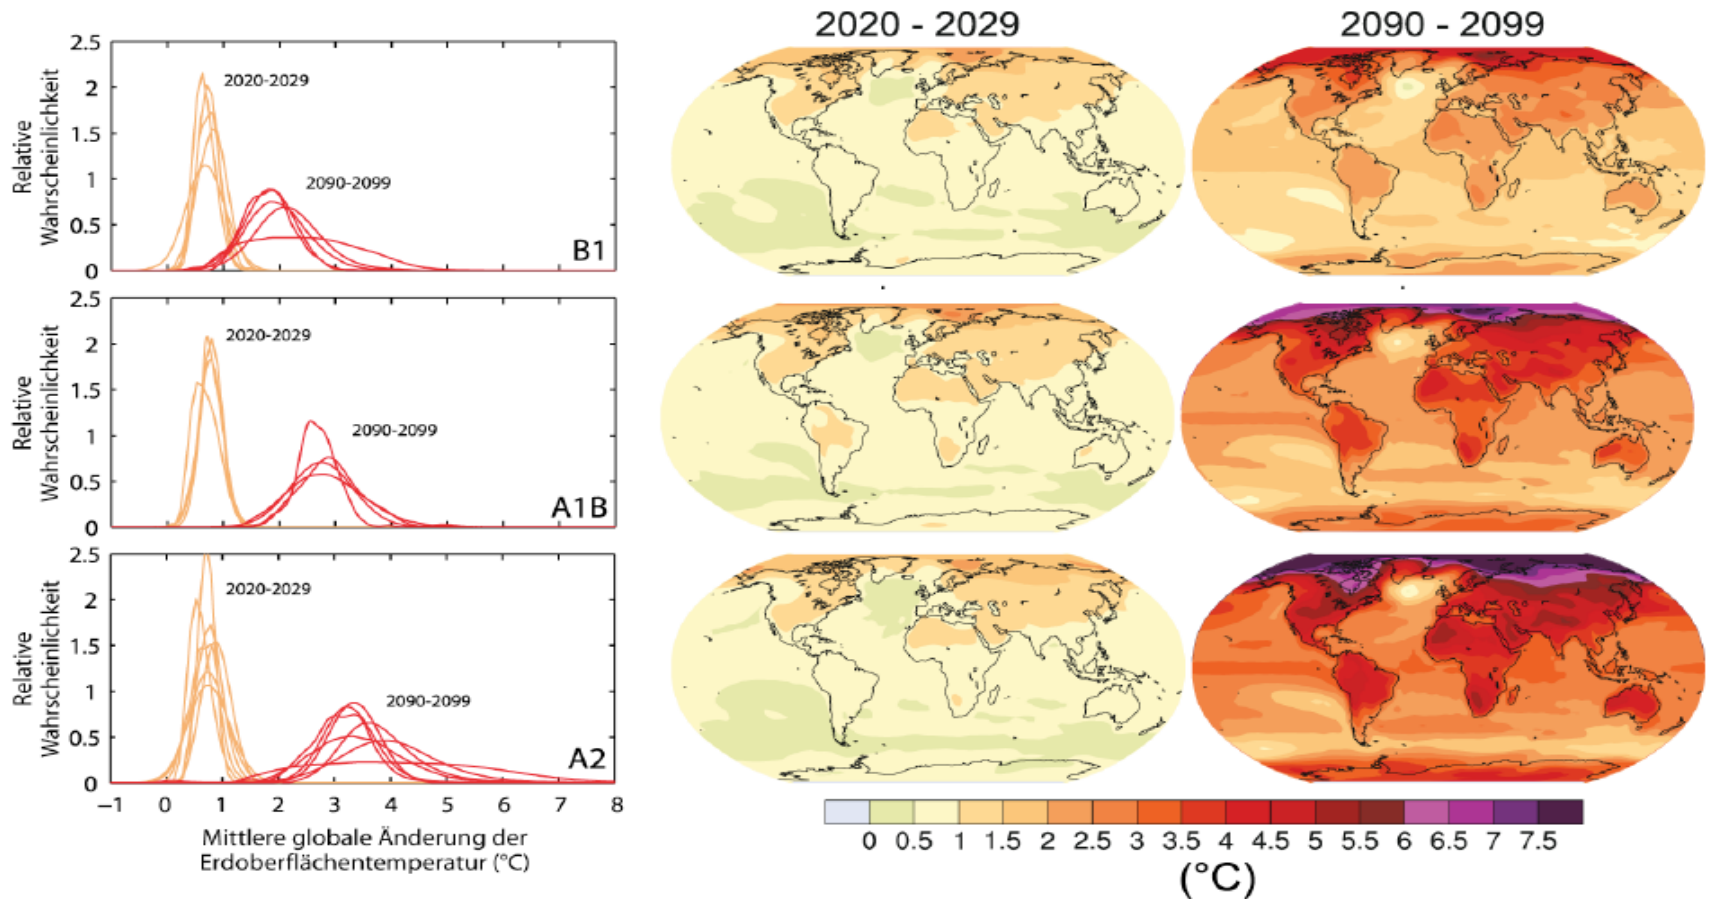 2020 - 2029
2090 - 2099
Relative
Wahrscheinlichkeit
2.5
2
1.5
1
0.5
0
2020-2029
2090-2099
B1
Relative
Wahrscheinlichkeit
2.5
2
1.5
1
0.5
0
2020-2029
2090-2099
A1B
Relative
Wahrscheinlichkeit
2.5
2
1.5
1
0.5
0
2020-2029
2090-2099
A2
−1 0 1 2 3 4 5 6 7 8
Mittlere globale Änderung der
Erdoberflächentemperatur (°C)
0 0.5 1 1.5 2 2.5 3 3.5 4 4.5 5 5.5 6 6.5 7 7.5
(°C)